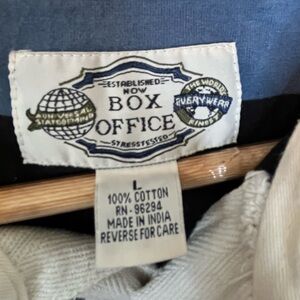 ESTABLISHED
NOW
BOX
OFFICE
STRESSTESTED
THE WORLD'S
EVERYWEAR
FINEST
L
100% COTTON
RN-96294
MADE IN INDIA
REVERSE FOR CARE